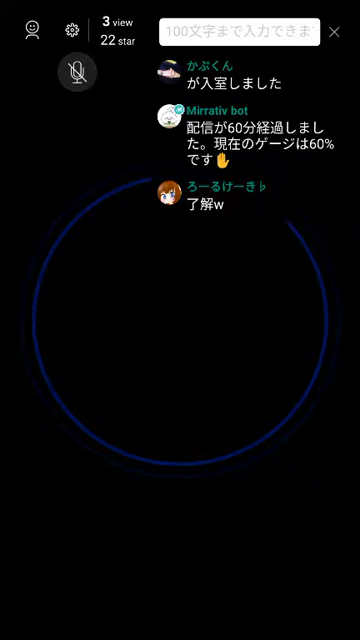 3 view
22 star
100文字まで入力できま
かぷくん
が入室しました
Mirrativ bot
配信が60分経過しまし
た。現在のゲージは60%
です✋
ろーるけーき♭
了解w